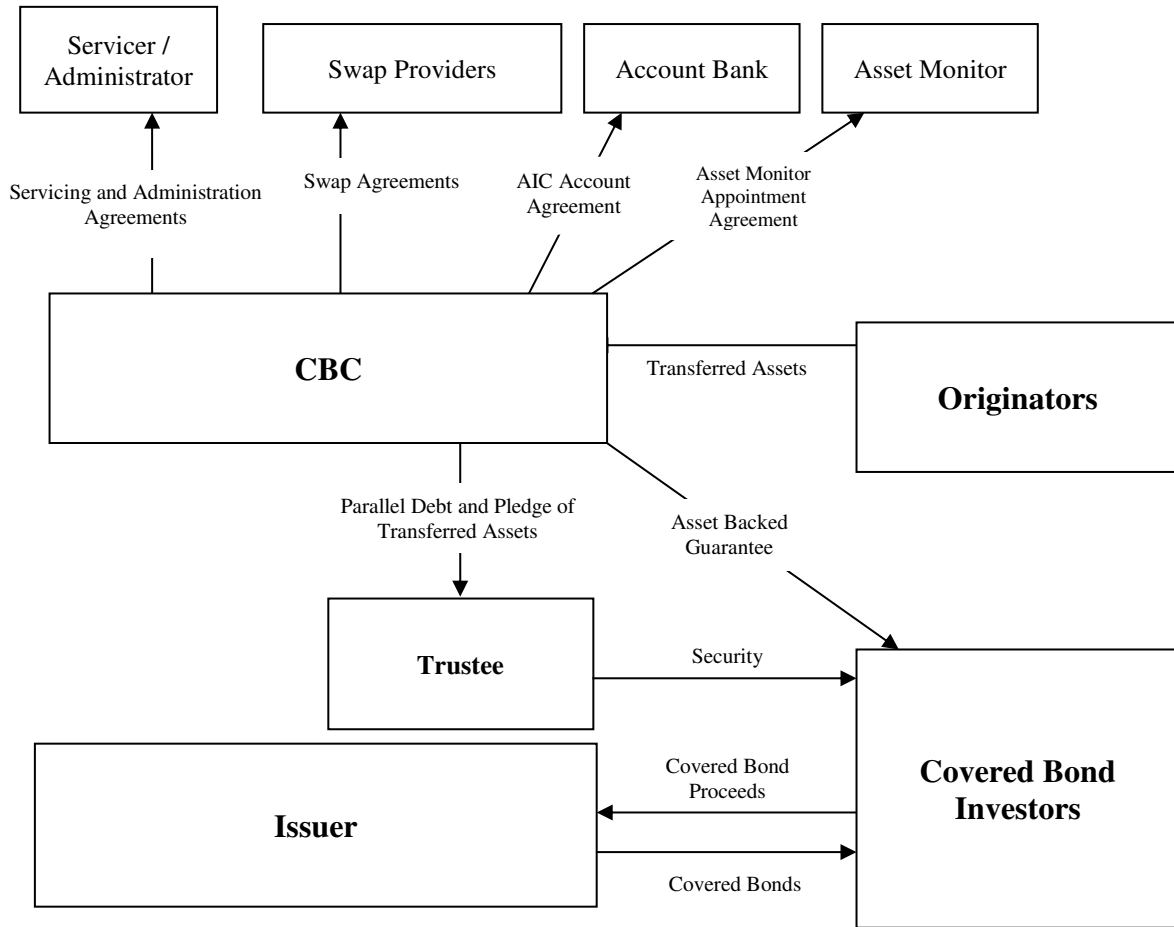 Servicer /
Administrator
Swap Providers
Account Bank
Asset Monitor
Servicing and Administration
Agreements
Swap Agreements
AIC Account
Agreement
Asset Monitor
Appointment
Agreement
CBC
Transferred Assets
Originators
Parallel Debt and Pledge of
Transferred Assets
Asset Backed
Guarantee
Trustee
Security
Covered Bond
Proceeds
Covered Bond
Investors
Issuer
Covered Bonds